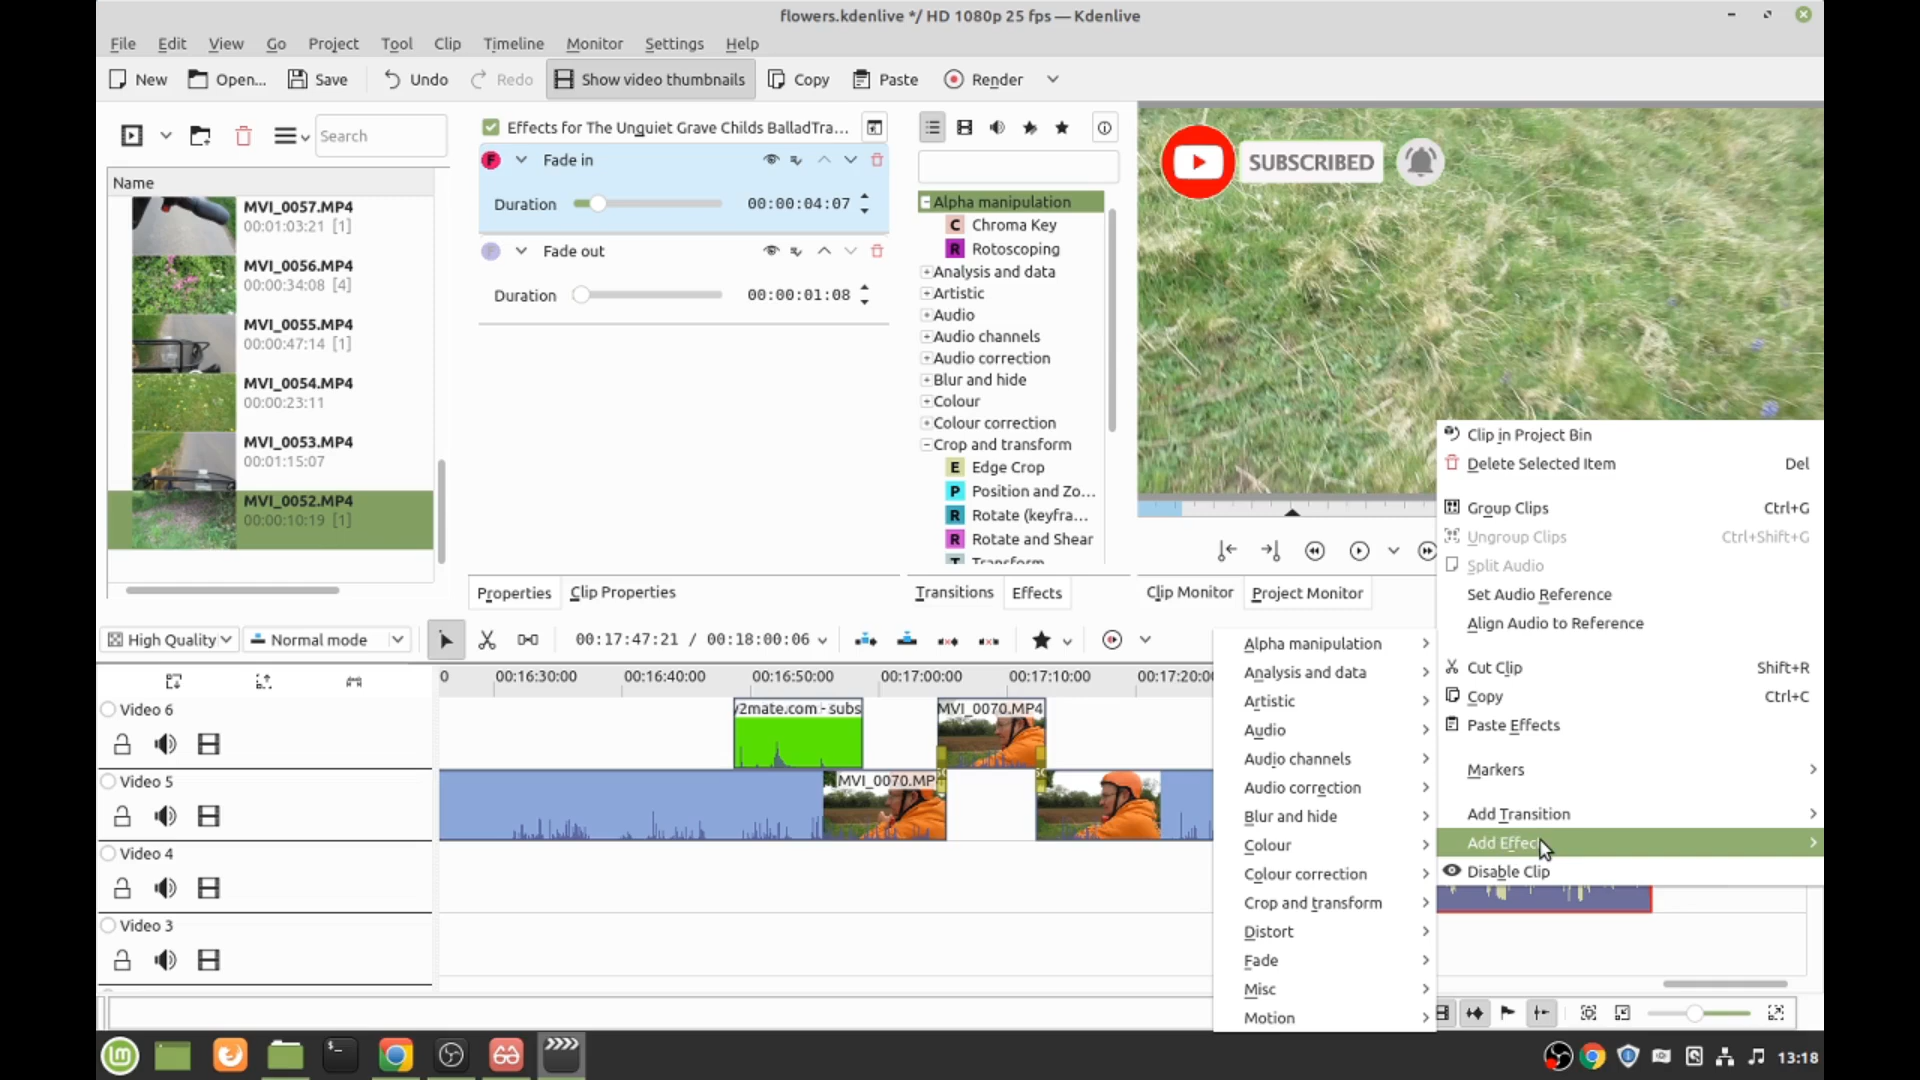 flowers.kdenlive */ HD 1080p 25 fps — Kdenlive
File Edit View Go Project Tool Clip Timeline Monitor Settings Help
New Open... Save Undo Redo Show video thumbnails Copy Paste Render
Search
Name
MVI_0057.MP4
00:01:03:21 [1]
MVI_0056.MP4
00:00:34:08 [4]
MVI_0055.MP4
00:00:47:14 [1]
MVI_0054.MP4
00:00:23:11
MVI_0053.MP4
00:01:15:07
MVI_0052.MP4
00:00:10:19 [1]
Effects for The Unquiet Grave Childs BalladTra...
F Fade in
Duration 00:00:04:07
F Fade out
Duration 00:00:01:08
Properties Clip Properties
Alpha manipulation
C Chroma Key
R Rotoscoping
Analysis and data
Artistic
Audio
Audio channels
Audio correction
Blur and hide
Colour
Colour correction
Crop and transform
E Edge Crop
P Position and Zo...
R Rotate (keyfra...
R Rotate and Shear
T Transform
Transitions Effects
SUBSCRIBED
Clip Monitor Project Monitor
High Quality Normal mode 00:17:47:21 / 00:18:00:06
0 00:16:30:00 00:16:40:00 00:16:50:00 00:17:00:00 00:17:10:00 00:17:20:00
Video 6
/2mate.com - subs MVI_0070.MP4
Video 5
MVI_0070.MP
Video 4
Video 3
Alpha manipulation
Analysis and data
Artistic
Audio
Audio channels
Audio correction
Blur and hide
Colour
Colour correction
Crop and transform
Distort
Fade
Misc
Motion
Clip in Project Bin
Delete Selected Item Del
Group Clips Ctrl+G
Ungroup Clips Ctrl+Shift+G
Split Audio
Set Audio Reference
Align Audio to Reference
Cut Clip Shift+R
Copy Ctrl+C
Paste Effects
Markers
Add Transition
Add Effect
Disable Clip
13:18